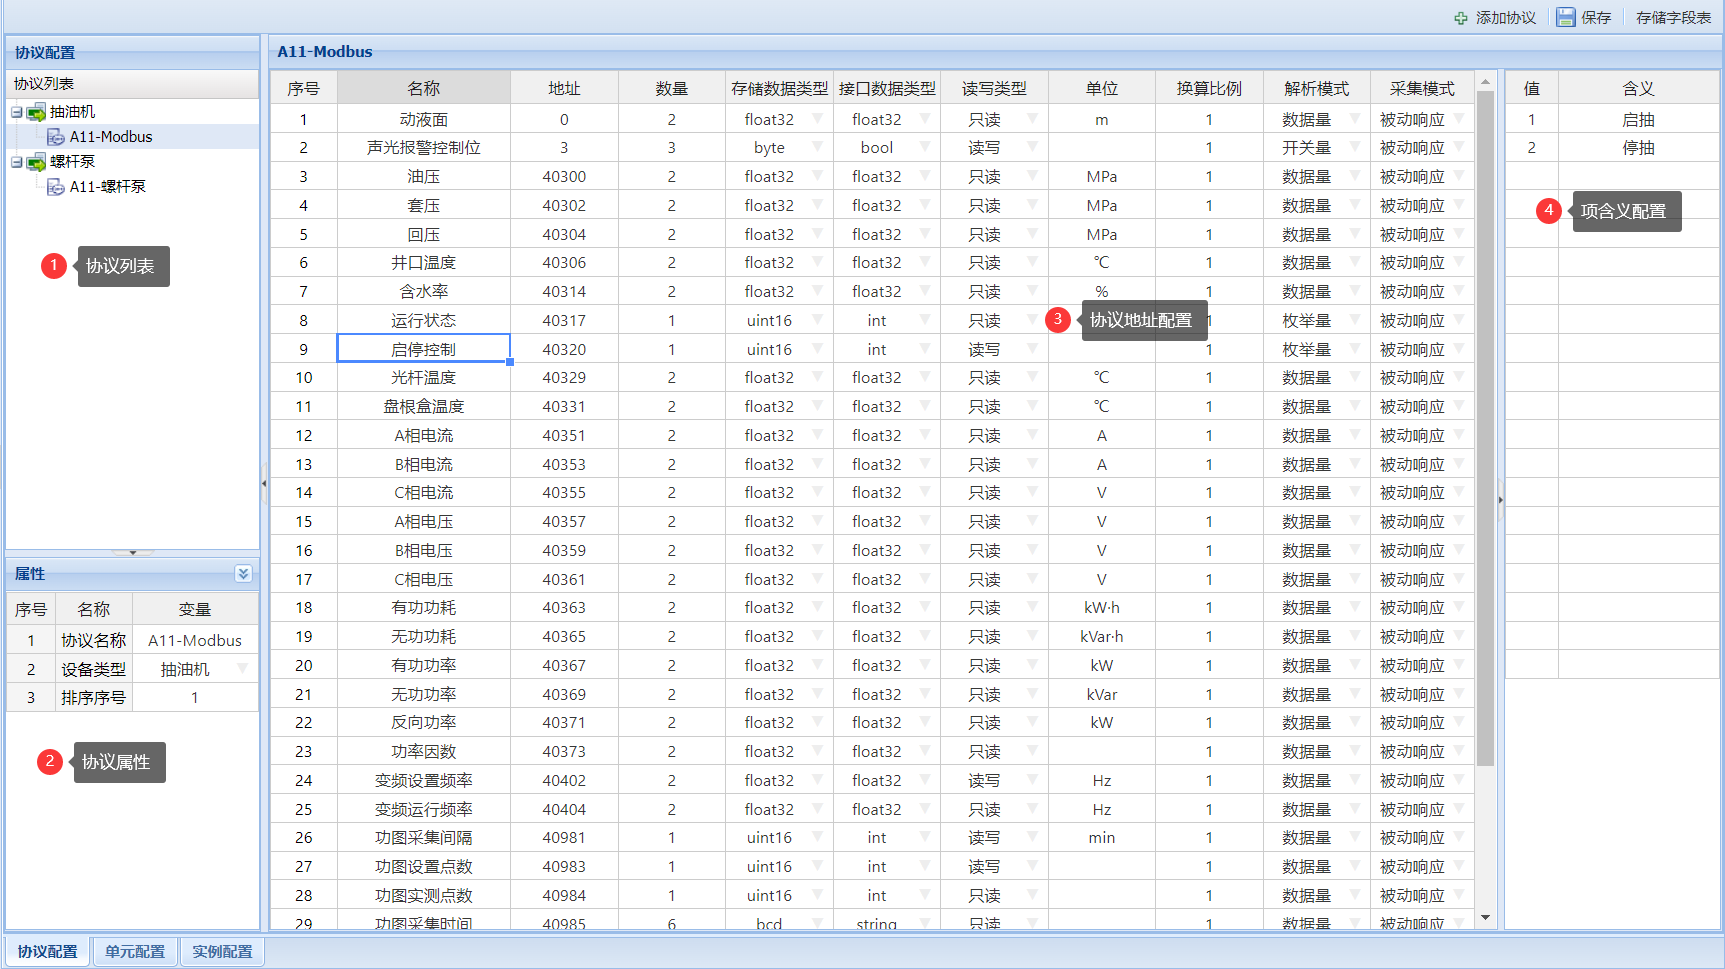 添加协议 保存 存储字段表
协议配置
协议列表
抽油机
A11-Modbus
螺杆泵
A11-螺杆泵
1 协议列表
属性
序号 名称 变量
1 协议名称 A11-Modbus
2 设备类型 抽油机
3 排序序号 1
2 协议属性
A11-Modbus
序号 名称 地址 数量 存储数据类型 接口数据类型 读写类型 单位 换算比例 解析模式 采集模式
1 动液面 0 2 float32 float32 只读 m 1 数据量 被动响应
2 声光报警控制位 3 3 byte bool 读写 1 开关量 被动响应
3 油压 40300 2 float32 float32 只读 MPa 1 数据量 被动响应
4 套压 40302 2 float32 float32 只读 MPa 1 数据量 被动响应
5 回压 40304 2 float32 float32 只读 MPa 1 数据量 被动响应
6 井口温度 40306 2 float32 float32 只读 ℃ 1 数据量 被动响应
7 含水率 40314 2 float32 float32 只读 % 1 数据量 被动响应
8 运行状态 40317 1 uint16 int 只读 1 枚举量 被动响应
3 协议地址配置
9 启停控制 40320 1 uint16 int 读写 1 枚举量 被动响应
10 光杆温度 40329 2 float32 float32 只读 ℃ 1 数据量 被动响应
11 盘根盒温度 40331 2 float32 float32 只读 ℃ 1 数据量 被动响应
12 A相电流 40351 2 float32 float32 只读 A 1 数据量 被动响应
13 B相电流 40353 2 float32 float32 只读 A 1 数据量 被动响应
14 C相电流 40355 2 float32 float32 只读 V 1 数据量 被动响应
15 A相电压 40357 2 float32 float32 只读 V 1 数据量 被动响应
16 B相电压 40359 2 float32 float32 只读 V 1 数据量 被动响应
17 C相电压 40361 2 float32 float32 只读 V 1 数据量 被动响应
18 有功功耗 40363 2 float32 float32 只读 kW·h 1 数据量 被动响应
19 无功功耗 40365 2 float32 float32 只读 kVar·h 1 数据量 被动响应
20 有功功率 40367 2 float32 float32 只读 kW 1 数据量 被动响应
21 无功功率 40369 2 float32 float32 只读 kVar 1 数据量 被动响应
22 反向功率 40371 2 float32 float32 只读 kW 1 数据量 被动响应
23 功率因数 40373 2 float32 float32 只读 1 数据量 被动响应
24 变频设置频率 40402 2 float32 float32 读写 Hz 1 数据量 被动响应
25 变频运行频率 40404 2 float32 float32 只读 Hz 1 数据量 被动响应
26 功图采集间隔 40981 1 uint16 int 读写 min 1 数据量 被动响应
27 功图设置点数 40983 1 uint16 int 读写 1 数据量 被动响应
28 功图实测点数 40984 1 uint16 int 只读 1 数据量 被动响应
29 功图采集时间 40985 6 bcd string 只读 1 数据量 被动响应
值 含义
1 启抽
2 停抽
4 项含义配置
协议配置 单元配置 实例配置